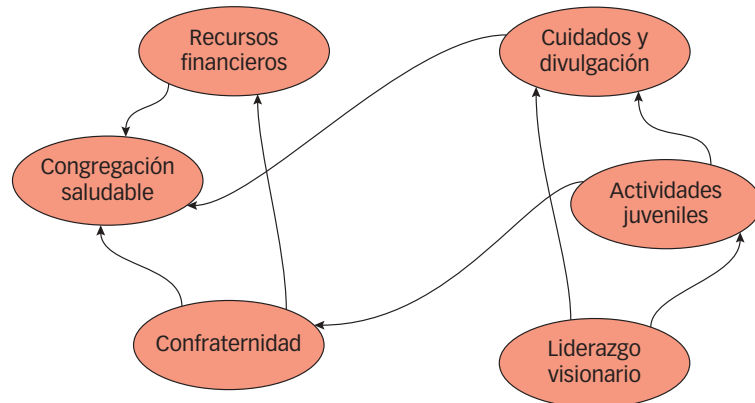 Recursos
financieros
Cuidados y
divulgación
Congregación
saludable
Actividades
juveniles
Confraternidad
Liderazgo
visionario